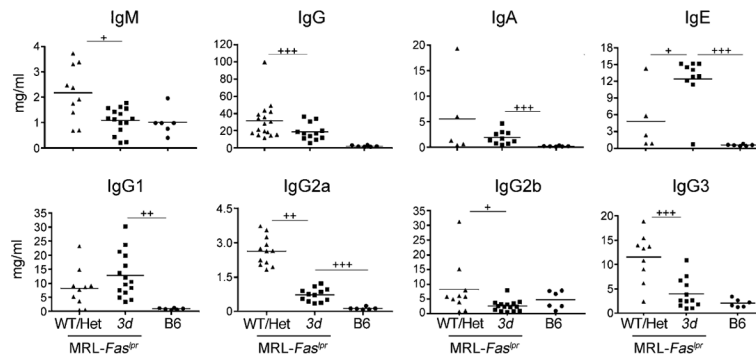 IgM IgG IgA IgE
mg/ml
4 3 2 1 0
+
120 100 80 60 40 20 0
+++
20 15 10 5 0
+++
18 15 12 9 6 3 0
+ +++
IgG1 IgG2a IgG2b IgG3
mg/ml
35 30 25 20 15 10 5 0
++
4.5 3.0 1.5 0
++ +++
35 30 25 20 15 10 5 0
+
20 15 10 5 0
+++
WT/Het 3d B6 WT/Het 3d B6 WT/Het 3d B6 WT/Het 3d B6
MRL-Faslpr MRL-Faslpr MRL-Faslpr MRL-Faslpr